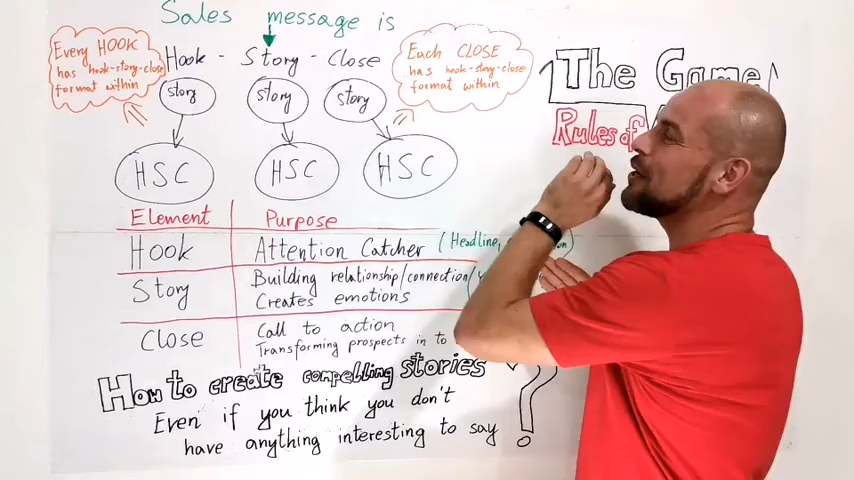 Sales message is
Hook - Story - Close
Every HOOK
has hook-story-close
format within
Each CLOSE
has hook-story-close
format within
story
story
story
HSC
HSC
HSC
The Game
Rules of
Element Purpose
Hook Attention Catcher (Headline,
Story Building relationship/connection/
Creates emotions
Close Call to action
Transforming prospects in to
How to create compelling stories
Even if you think you don't
have anything interesting to say
?